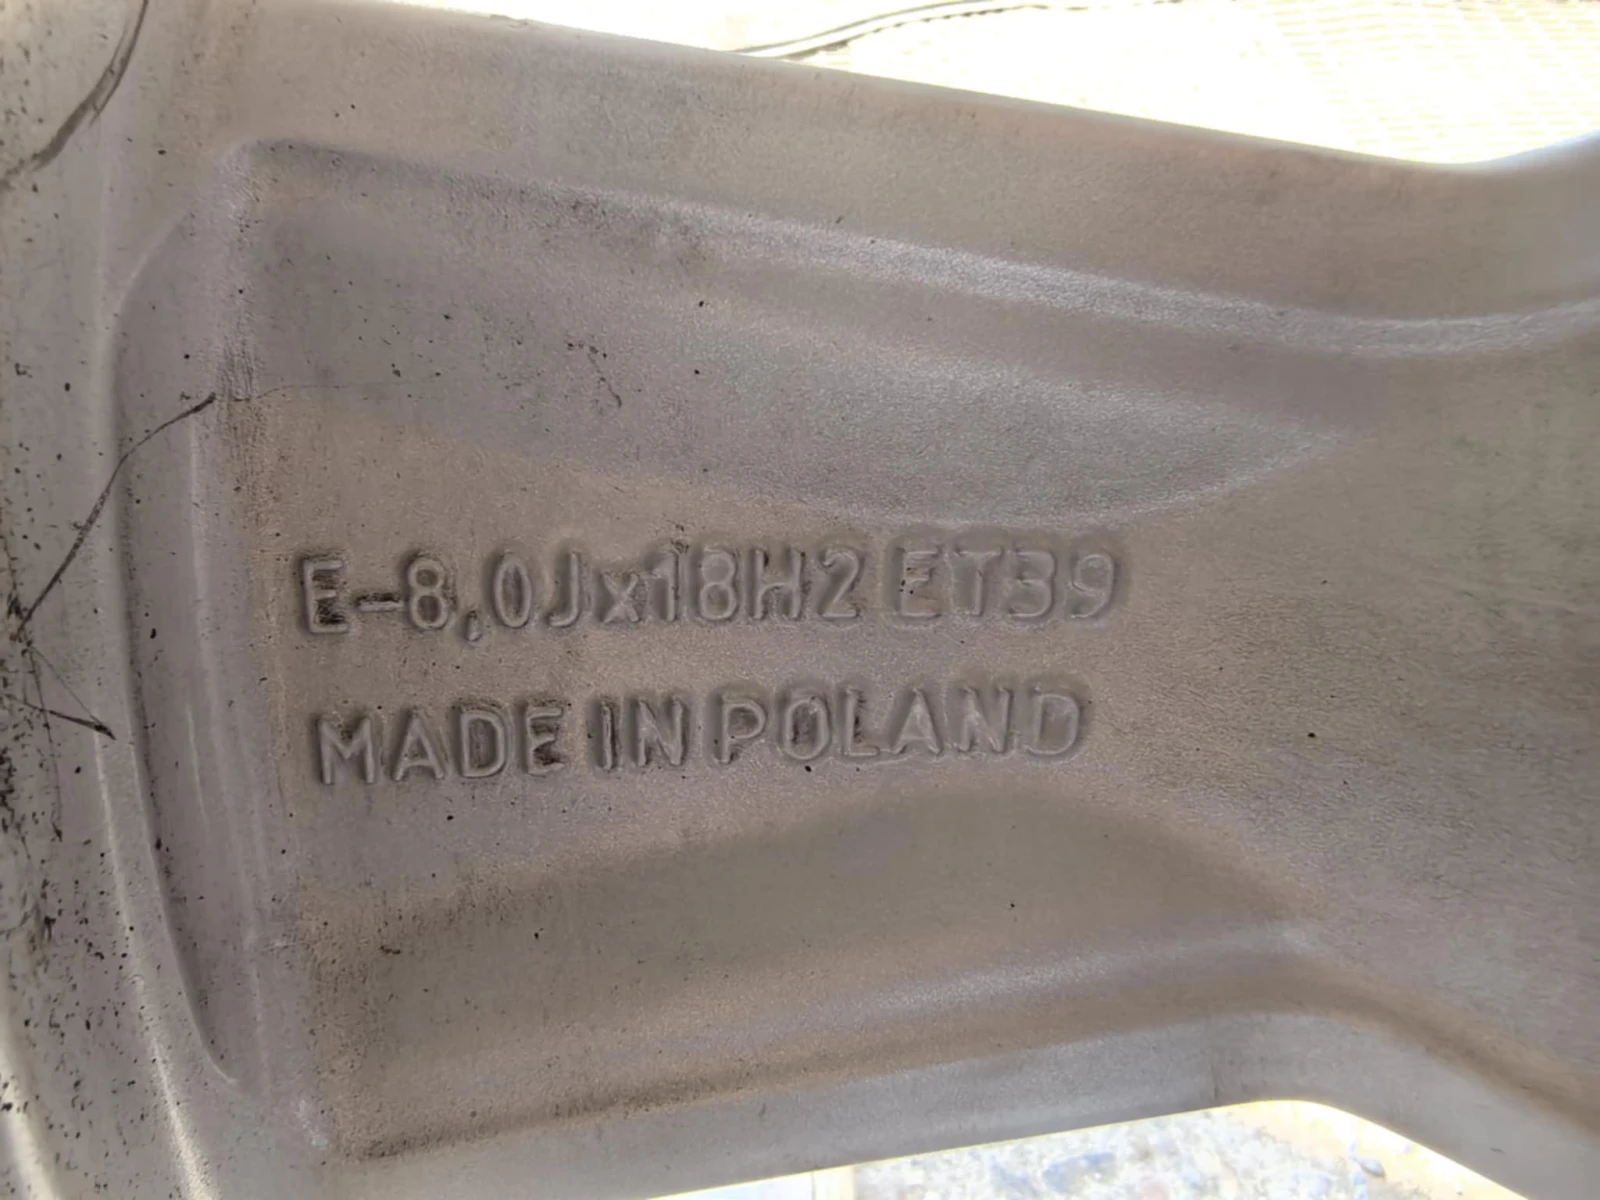 E-8,0Jx18H2 ET39
MADE IN POLAND